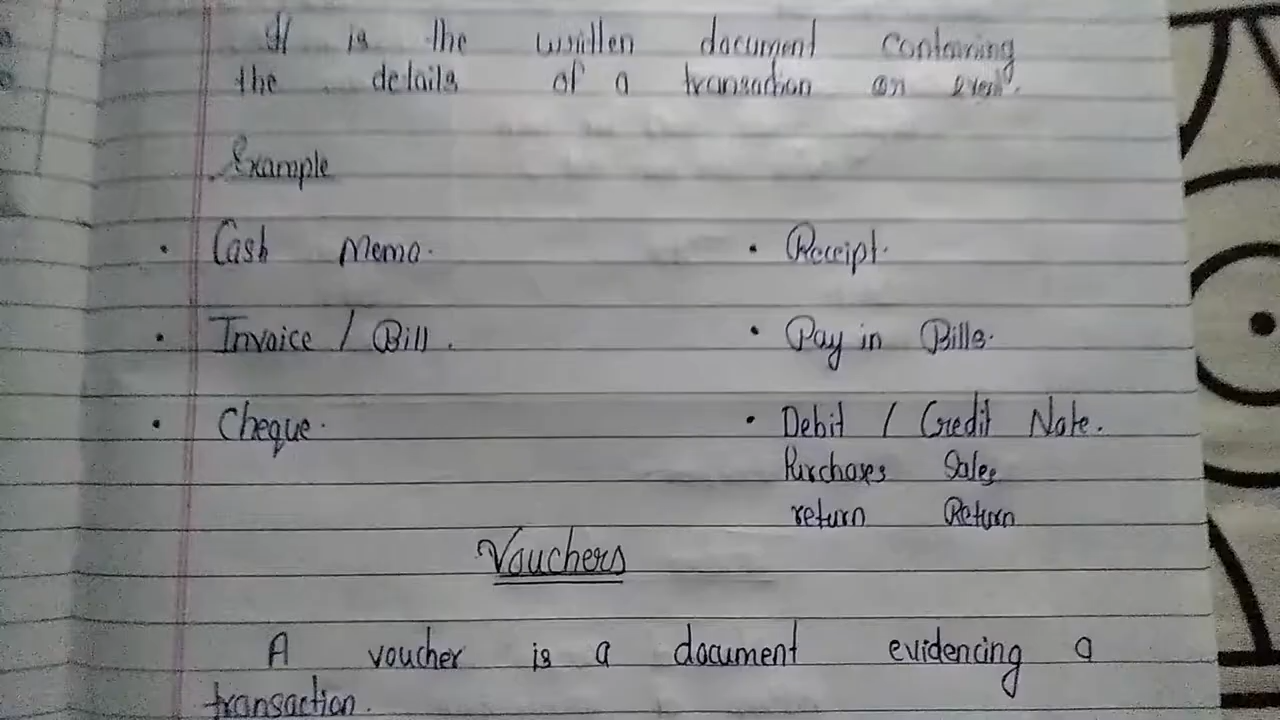 It is the written document containing
the details of a transaction or event.
Example
• Cash Memo.
• Receipt.
• Invoice / Bill.
• Pay in Bills.
• Cheque.
• Debit / Credit Note.
Purchases Sales
return Return
Vouchers
A voucher is a document evidencing a
transaction.